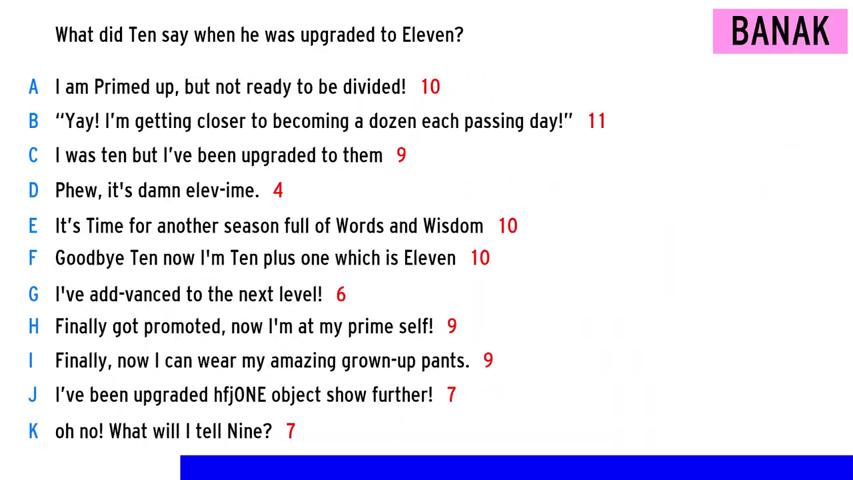 What did Ten say when he was upgraded to Eleven?
BANAK
A I am Primed up, but not ready to be divided! 10
B “Yay! I’m getting closer to becoming a dozen each passing day!” 11
C I was ten but I’ve been upgraded to them 9
D Phew, it's damn elev-ime. 4
E It’s Time for another season full of Words and Wisdom 10
F Goodbye Ten now I'm Ten plus one which is Eleven 10
G I've add-vanced to the next level! 6
H Finally got promoted, now I'm at my prime self! 9
I Finally, now I can wear my amazing grown-up pants. 9
J I’ve been upgraded hfjONE object show further! 7
K oh no! What will I tell Nine? 7